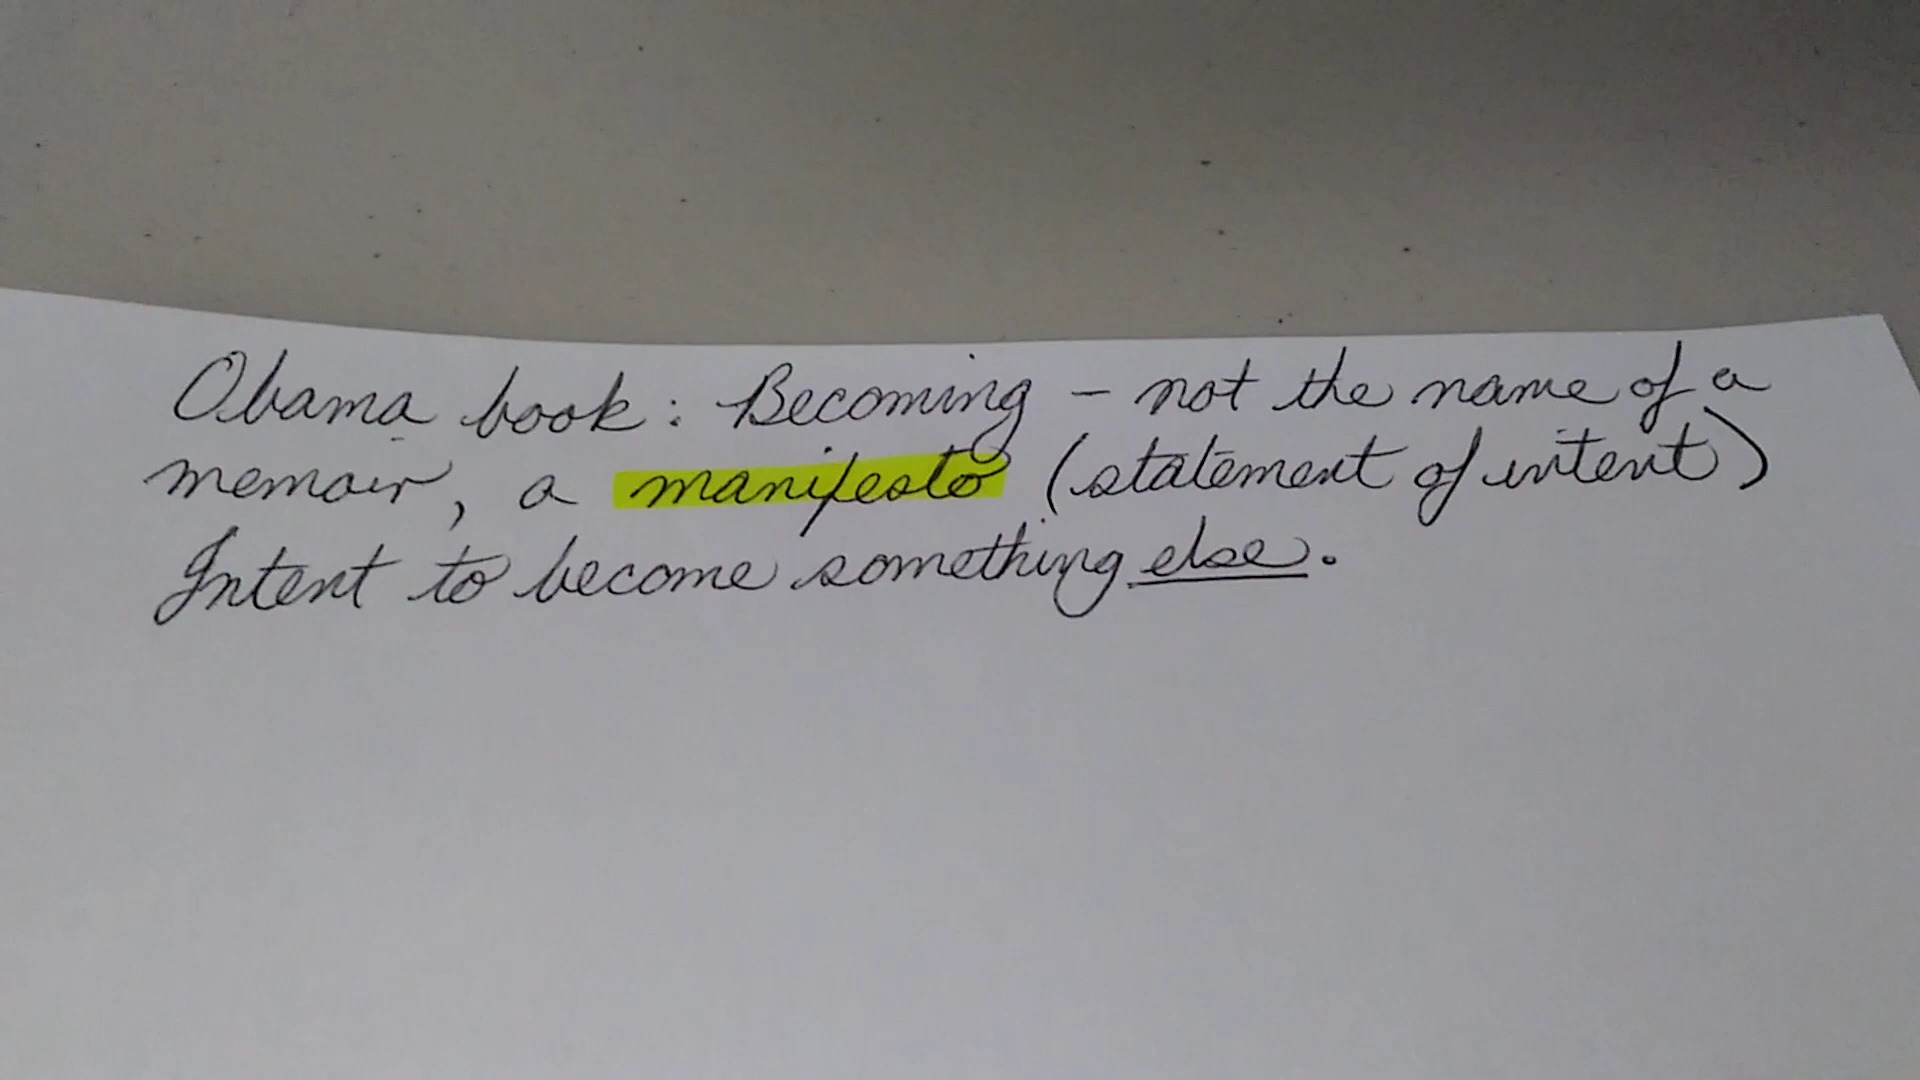 Obama book: Becoming - not the name of a
memoir, a manifesto (statement of intent)
Intent to become something else.